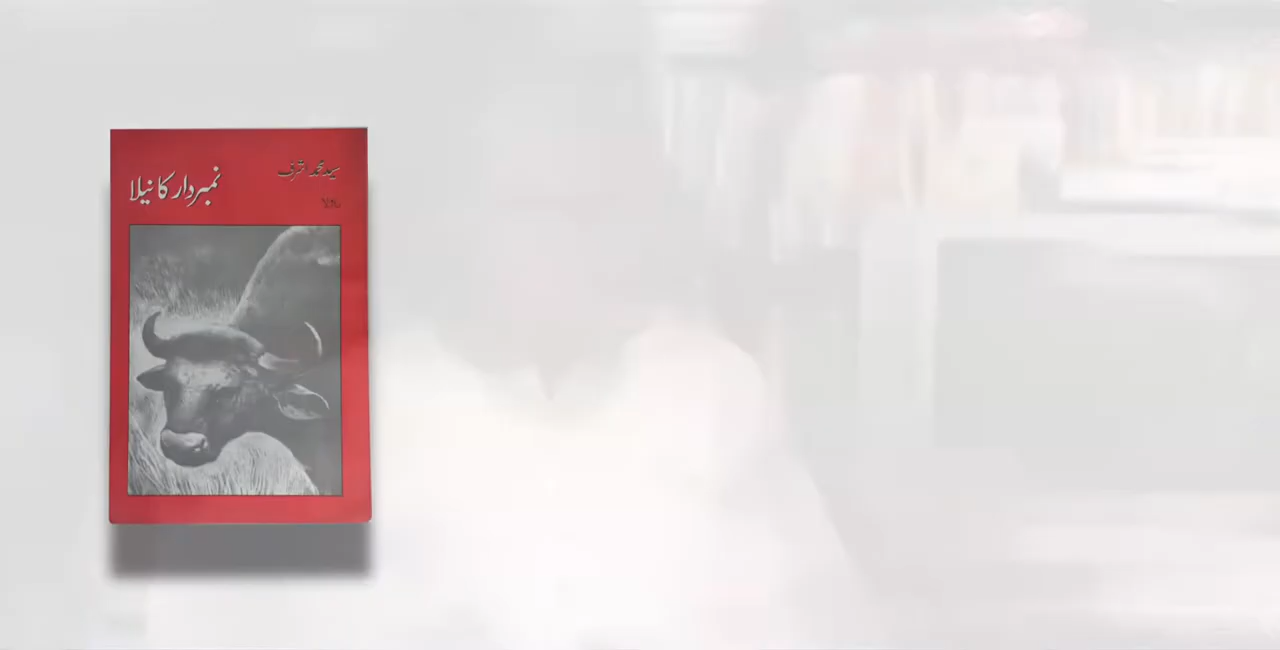 سید محمد اشرف
نمبردار کا نیلا